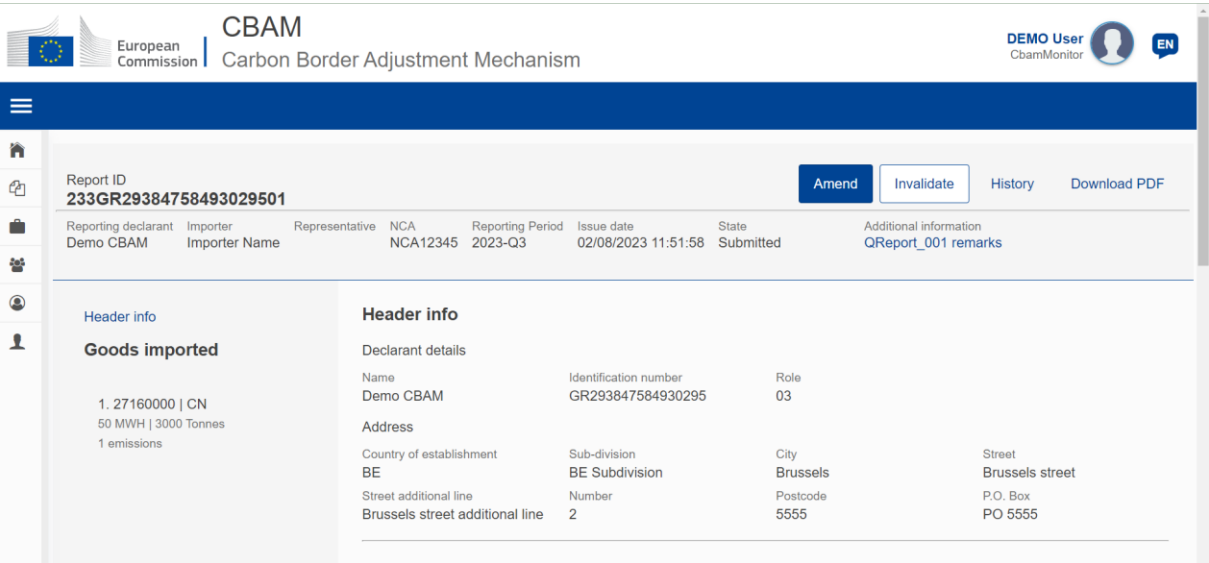 European
Commission
CBAM
Carbon Border Adjustment Mechanism
DEMO User
CbamMonitor
EN
Report ID
233GR29384758493029501
Amend
Invalidate
History
Download PDF
Reporting declarant Importer Representative NCA Reporting Period Issue date State Additional information
Demo CBAM Importer Name NCA12345 2023-Q3 02/08/2023 11:51:58 Submitted QReport_001 remarks
Header info
Goods imported
1. 27160000 | CN
50 MWH | 3000 Tonnes
1 emissions
Header info
Declarant details
Name Identification number Role
Demo CBAM GR293847584930295 03
Address
Country of establishment Sub-division City Street
BE BE Subdivision Brussels Brussels street
Street additional line Number Postcode P.O. Box
Brussels street additional line 2 5555 PO 5555